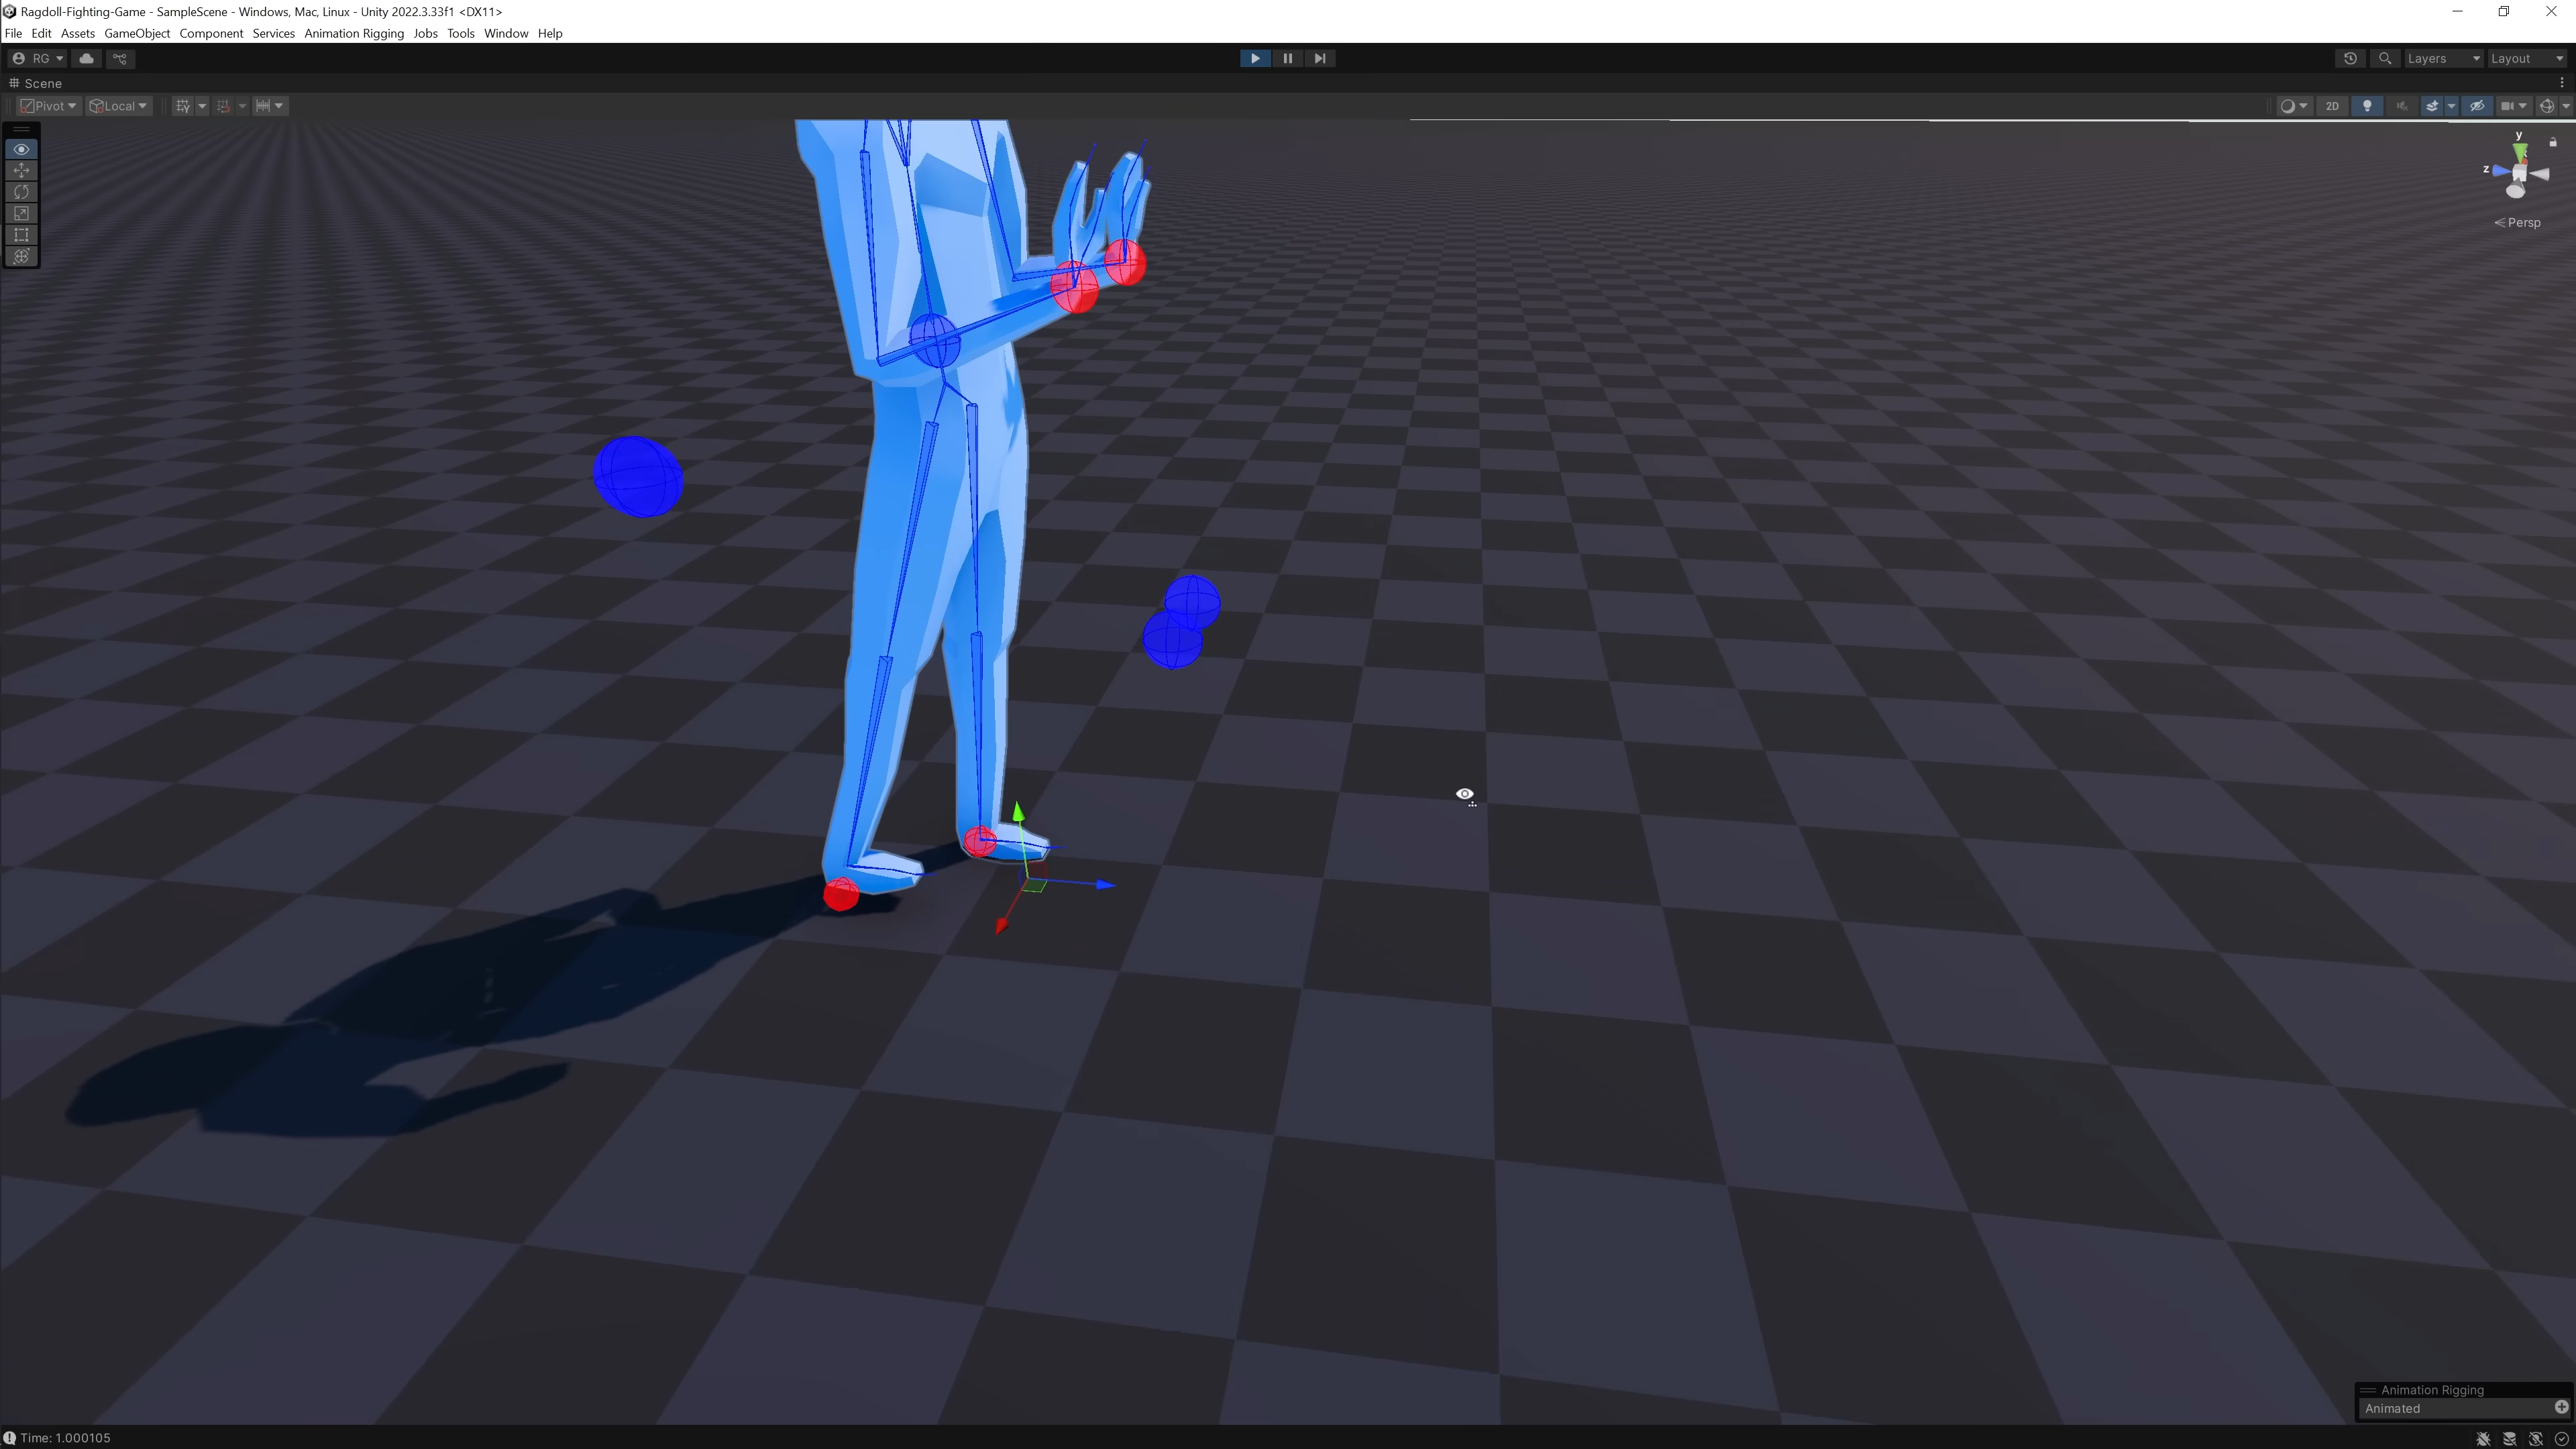 Ragdoll-Fighting-Game - SampleScene - Windows, Mac, Linux - Unity 2022.3.33f1 <DX11>
File Edit Assets GameObject Component Services Animation Rigging Jobs Tools Window Help
RG Layers Layout
Scene
Pivot Local 2D
y
z
Persp
Animation Rigging
Animated
Time: 1.000105